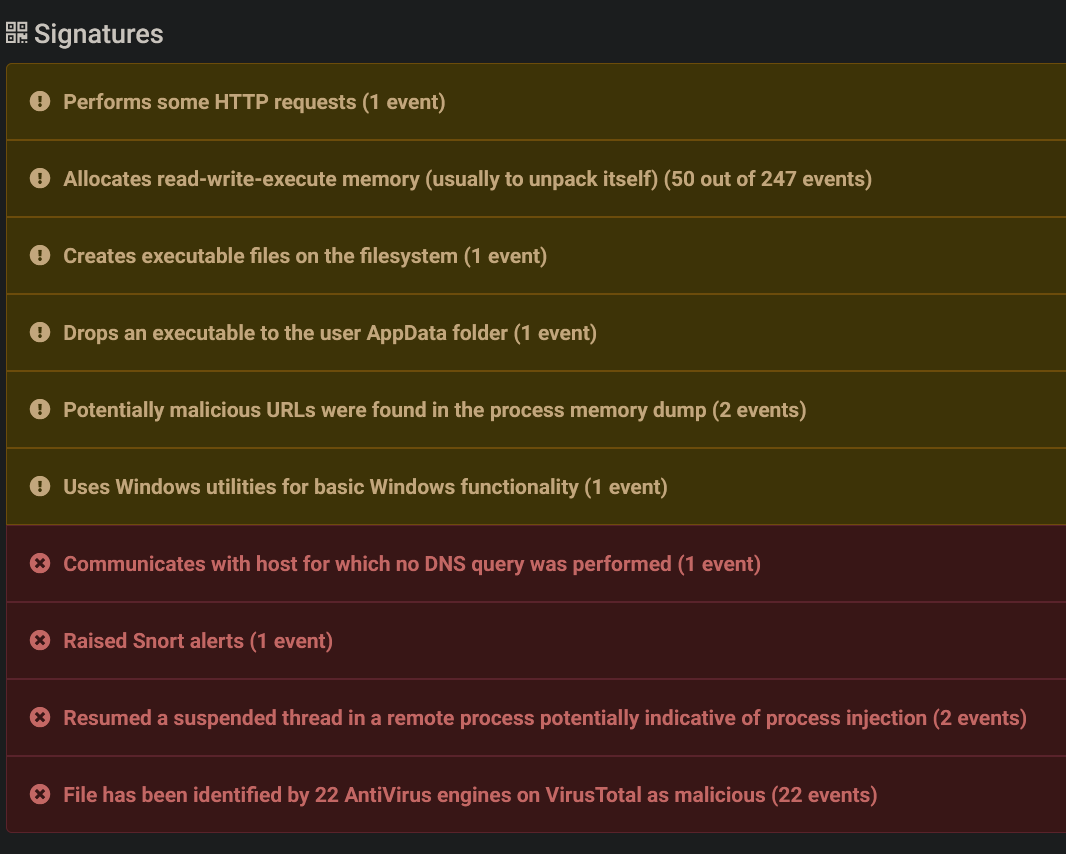 Signatures
Performs some HTTP requests (1 event)
Allocates read-write-execute memory (usually to unpack itself) (50 out of 247 events)
Creates executable files on the filesystem (1 event)
Drops an executable to the user AppData folder (1 event)
Potentially malicious URLs were found in the process memory dump (2 events)
Uses Windows utilities for basic Windows functionality (1 event)
Communicates with host for which no DNS query was performed (1 event)
Raised Snort alerts (1 event)
Resumed a suspended thread in a remote process potentially indicative of process injection (2 events)
File has been identified by 22 AntiVirus engines on VirusTotal as malicious (22 events)